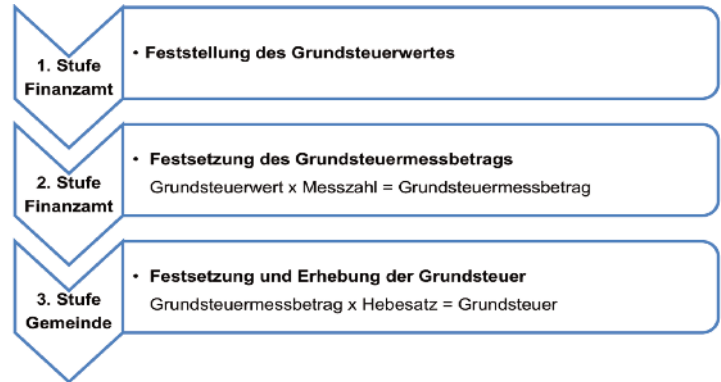 1. Stufe
Finanzamt
• Feststellung des Grundsteuerwertes
2. Stufe
Finanzamt
• Festsetzung des Grundsteuermessbetrags
Grundsteuerwert x Messzahl = Grundsteuermessbetrag
3. Stufe
Gemeinde
• Festsetzung und Erhebung der Grundsteuer
Grundsteuermessbetrag x Hebesatz = Grundsteuer